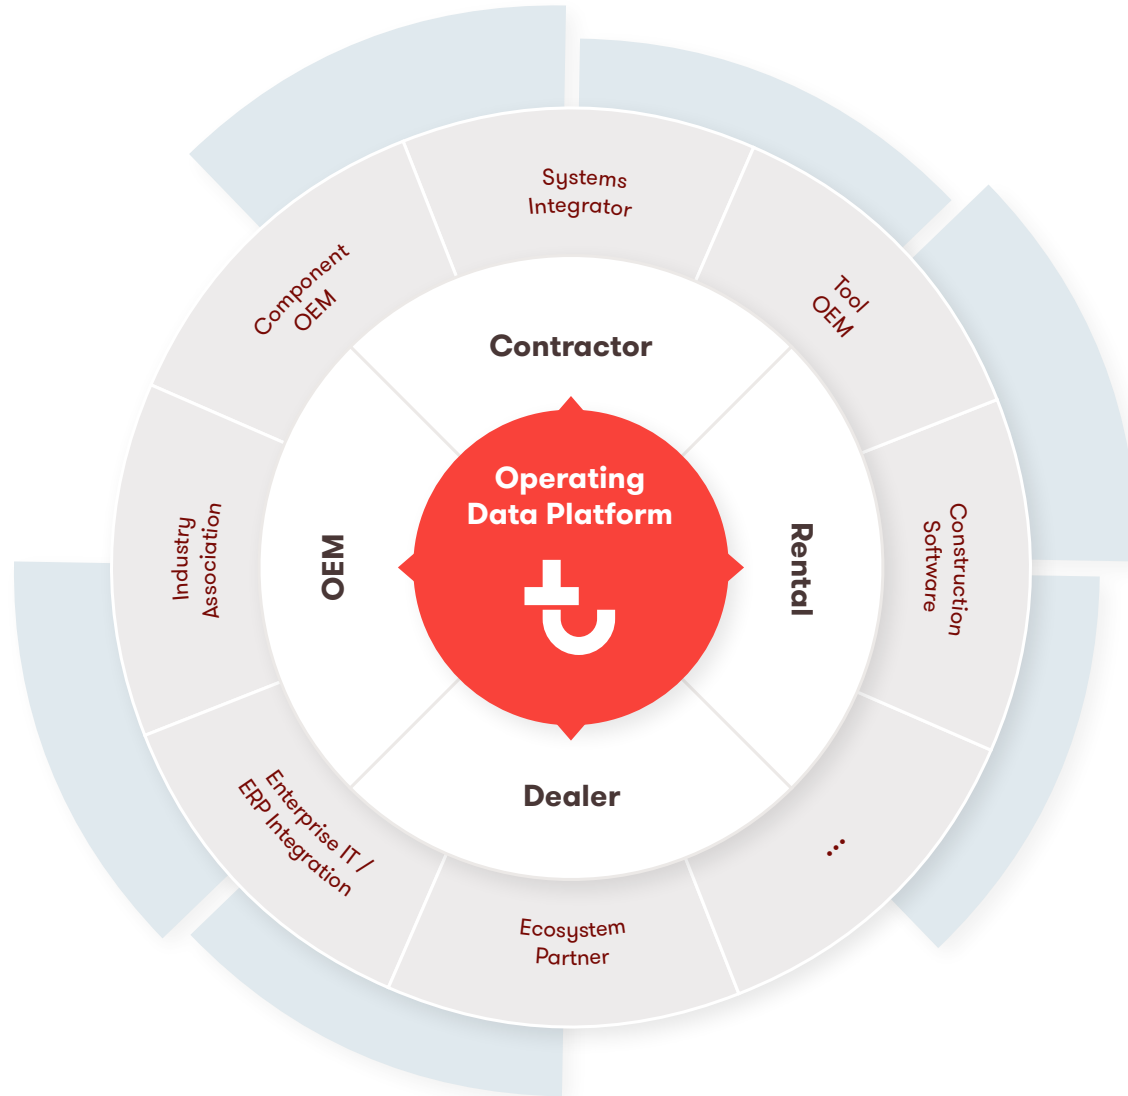 Systems
Integrator
Component
OEM
Tool
OEM
Contractor
Operating
Data Platform
Industry
Association
OEM
Rental
Construction
Software
Dealer
Enterprise IT /
ERP Integration
...
Ecosystem
Partner